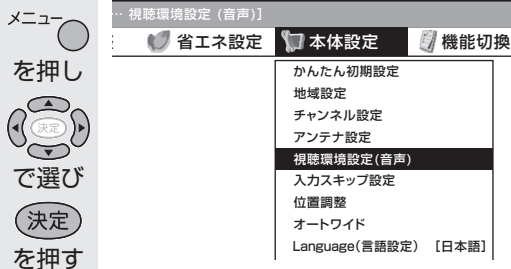 メニュー
を押し
決定
で選び
決定
を押す
… 視聴環境設定 (音声)]
省エネ設定 本体設定 機能切換
かんたん初期設定
地域設定
チャンネル設定
アンテナ設定
視聴環境設定(音声)
入力スキップ設定
位置調整
オートワイド
Language(言語設定) [日本語]